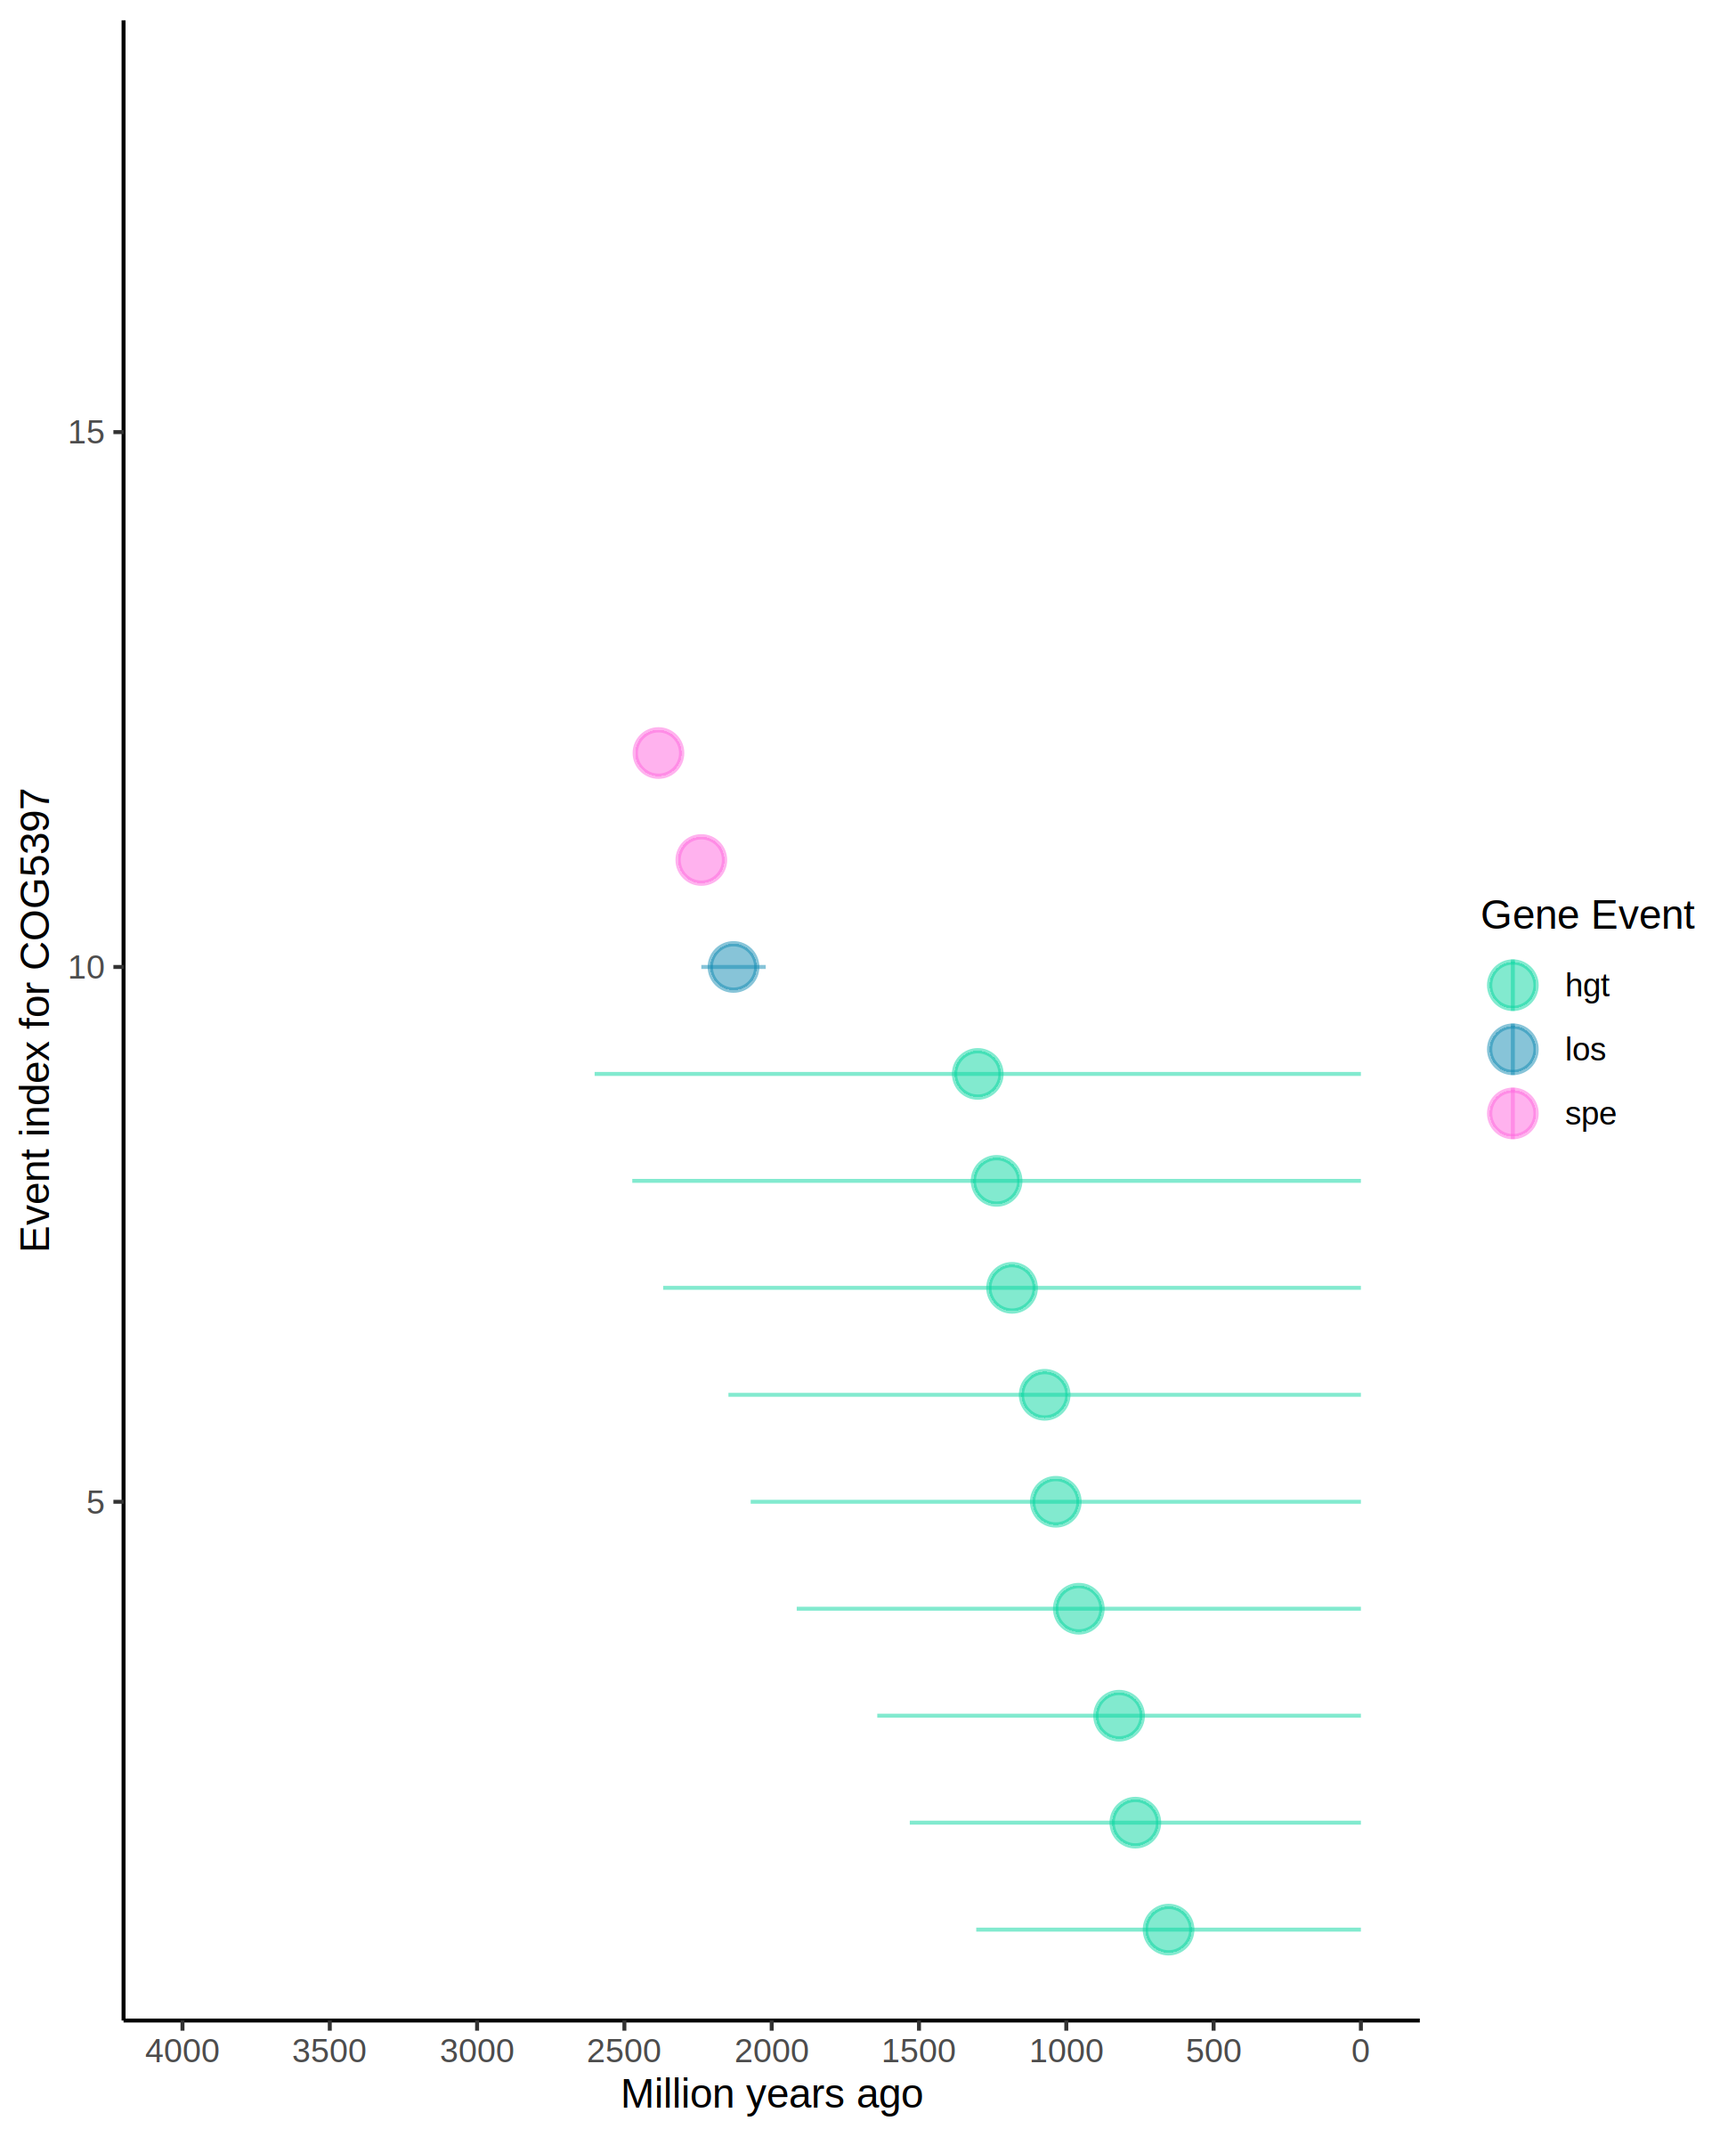 15
10
5
Event index for COG5397
4000 3500 3000 2500 2000 1500 1000 500 0
Million years ago
Gene Event
hgt
los
spe